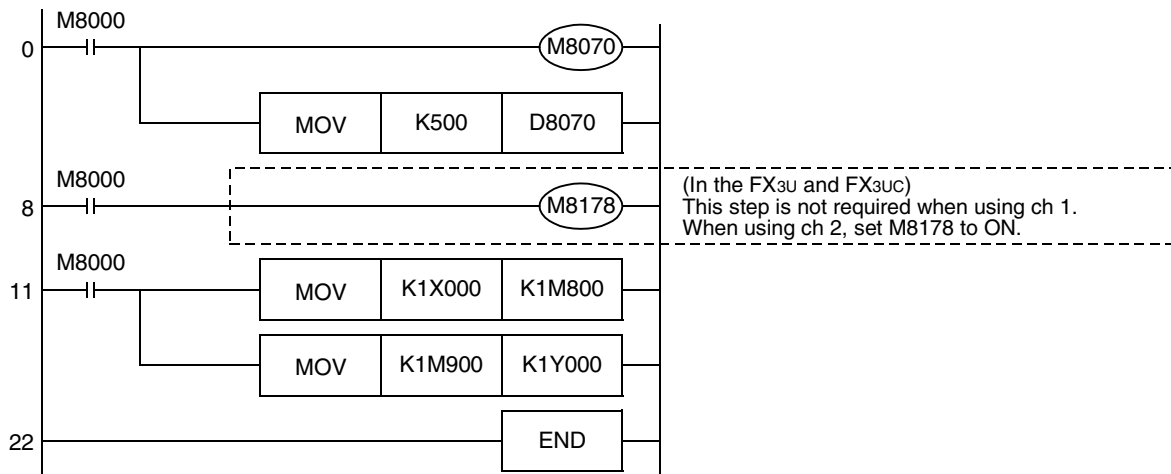 M8000
0 M8070
MOV K500 D8070
M8000
8 M8178
(In the FX3U and FX3UC)
This step is not required when using ch 1.
When using ch 2, set M8178 to ON.
M8000
11 MOV K1X000 K1M800
MOV K1M900 K1Y000
22 END